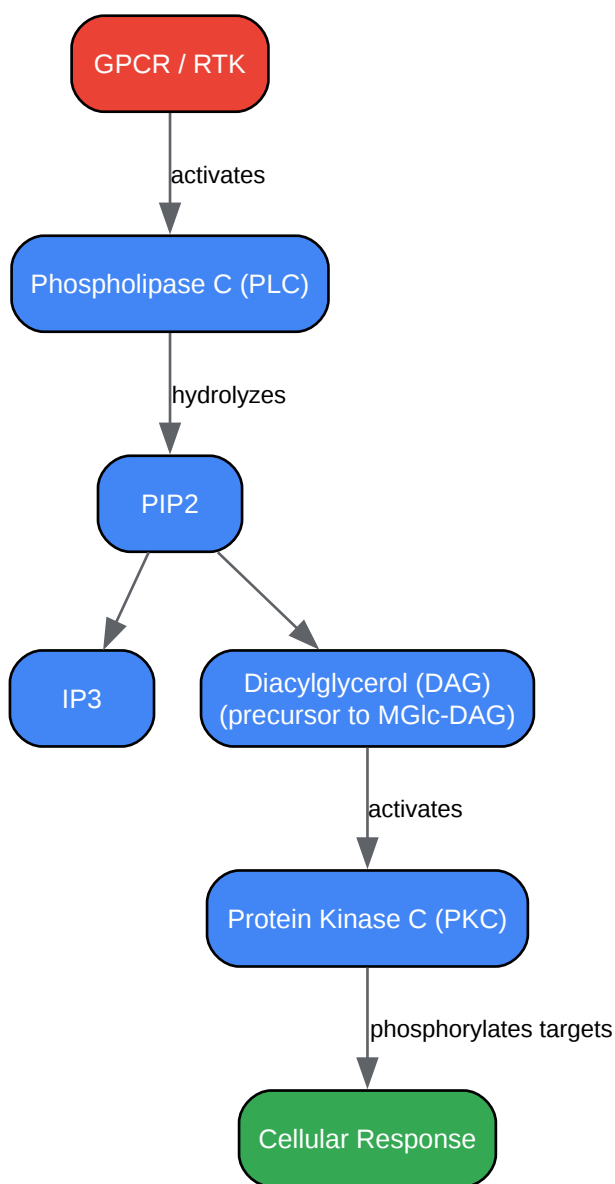 GPCR / RTK
activates
Phospholipase C (PLC)
hydrolyzes
PIP2
IP3
Diacylglycerol (DAG)
(precursor to MGlc-DAG)
activates
Protein Kinase C (PKC)
phosphorylates targets
Cellular Response